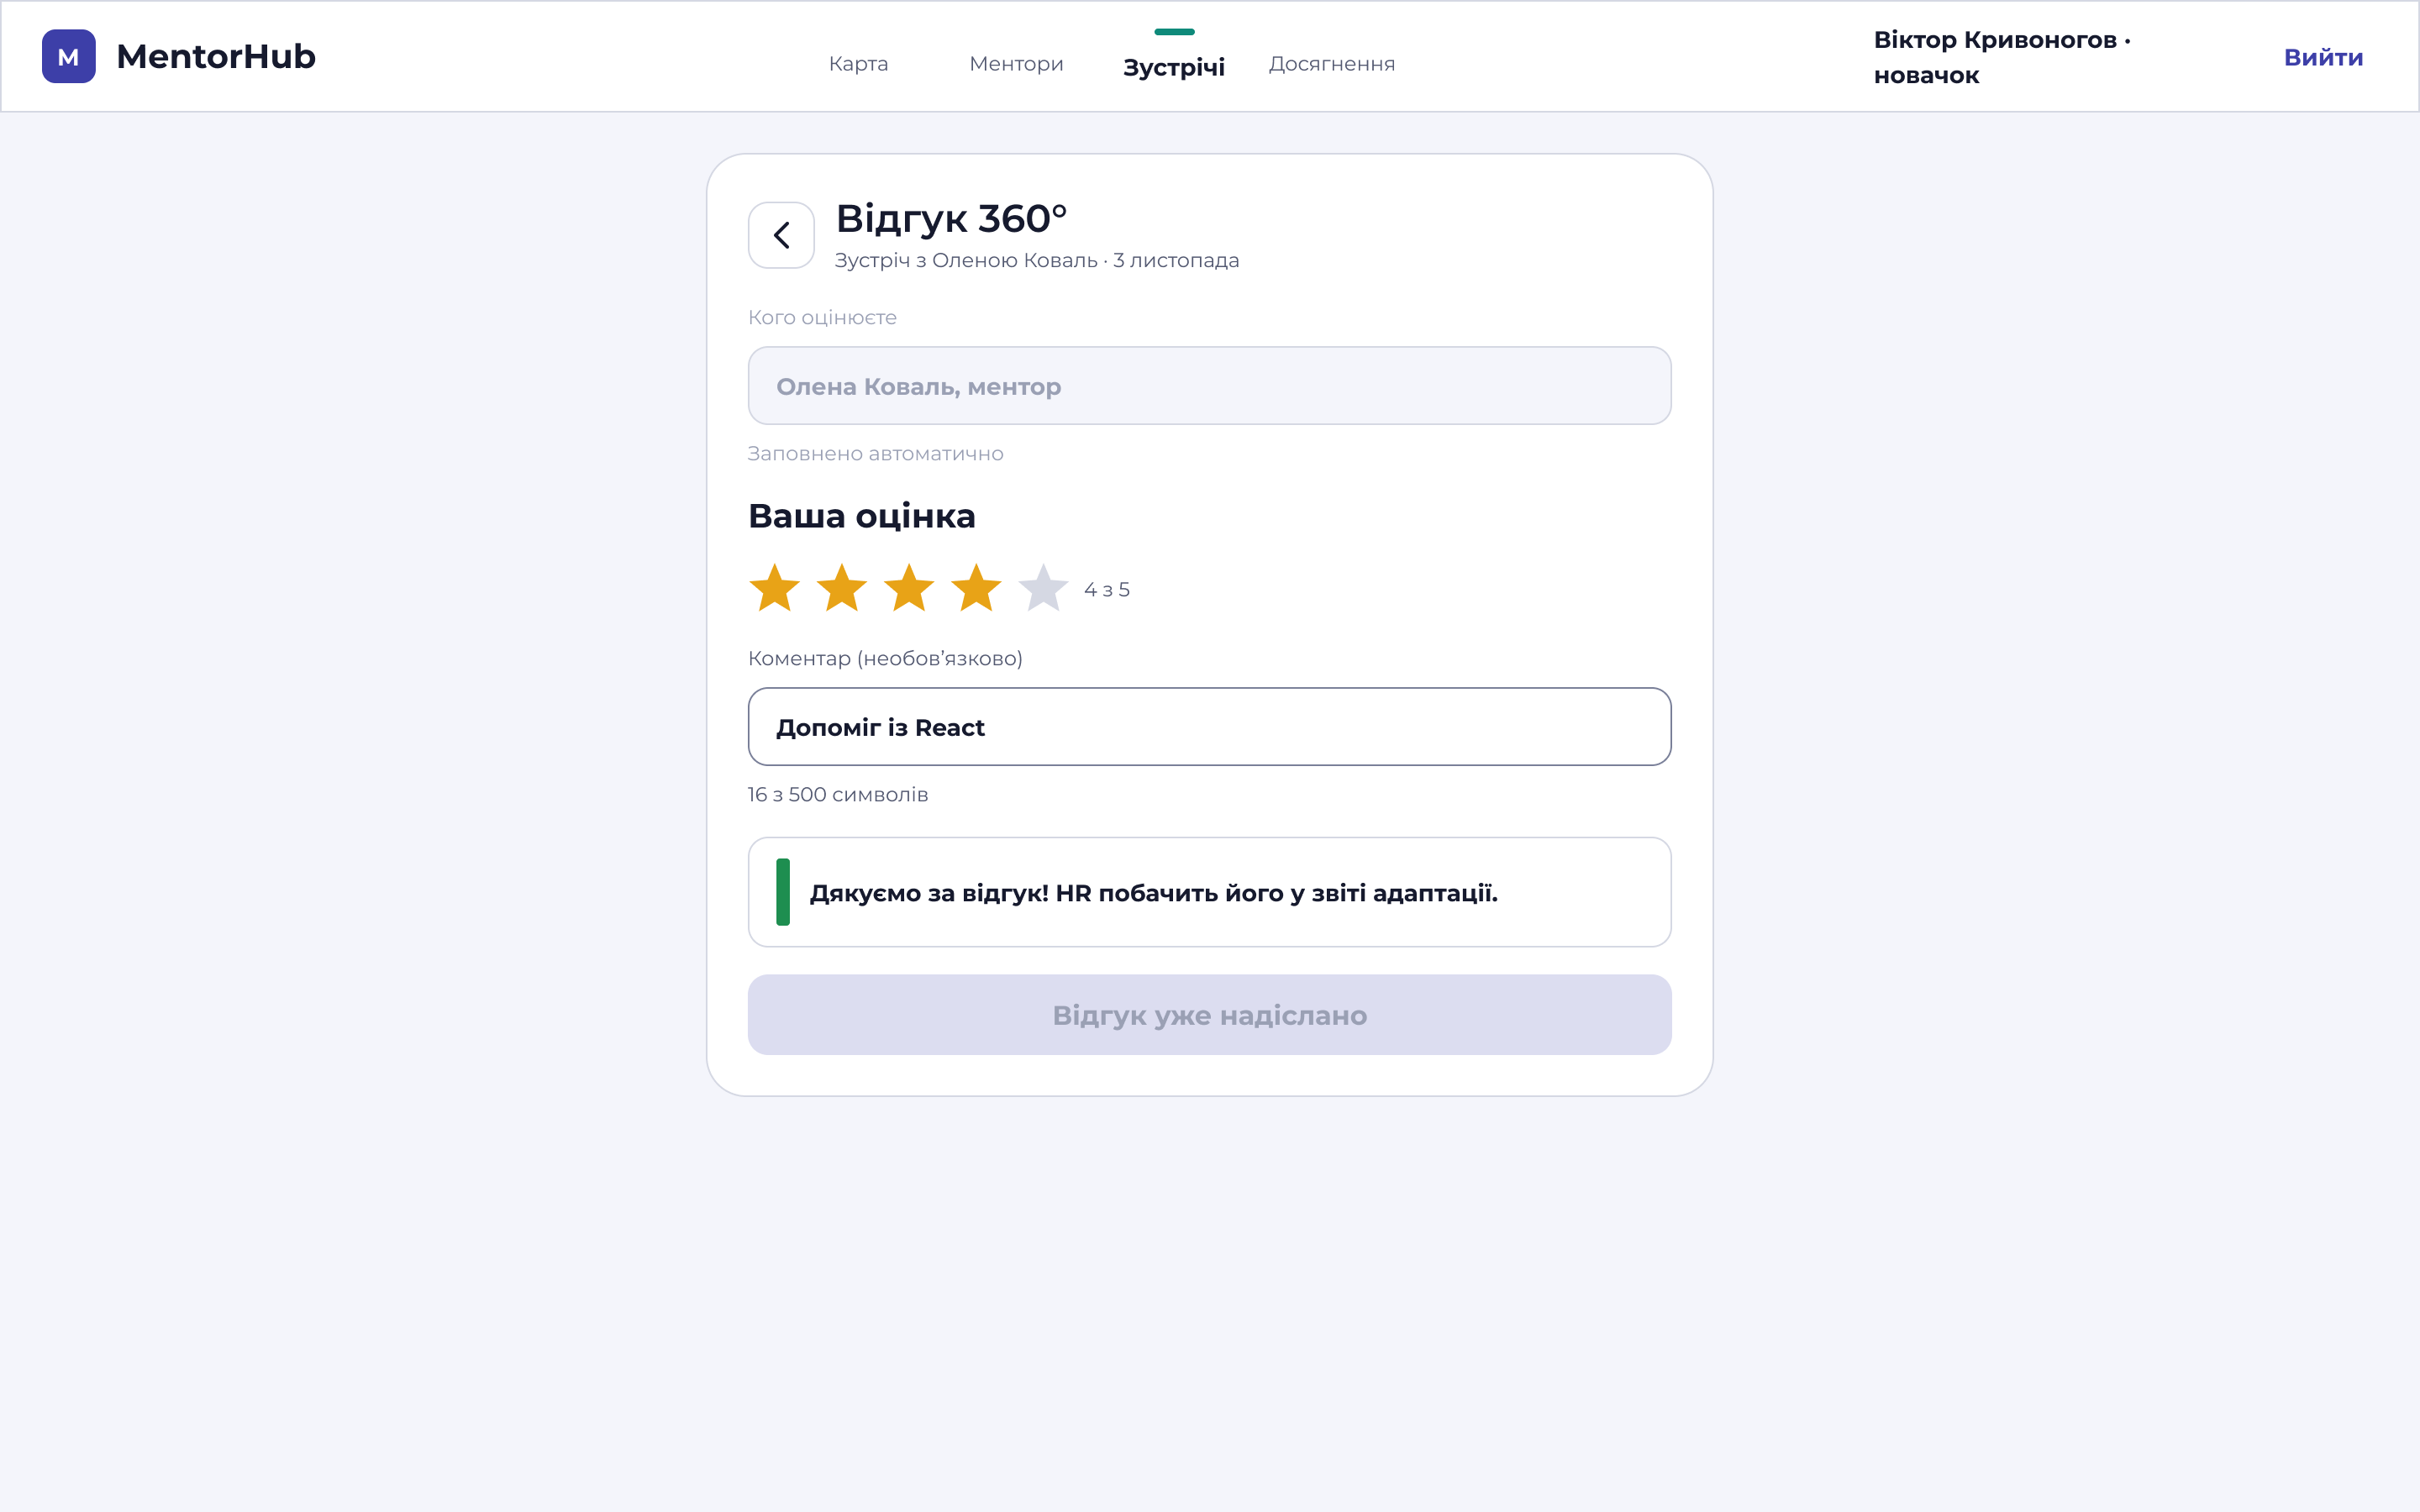 M
MentorHub
Карта
Ментори
Зустрічі
Досягнення
Віктор Кривоногов ·
новачок
Вийти
Відгук 360°
Зустріч з Оленою Коваль · 3 листопада
Кого оцінюєте
Олена Коваль, ментор
Заповнено автоматично
Ваша оцінка
4 з 5
Коментар (необов’язково)
Допоміг із React
16 з 500 символів
Дякуємо за відгук! HR побачить його у звіті адаптації.
Відгук уже надіслано